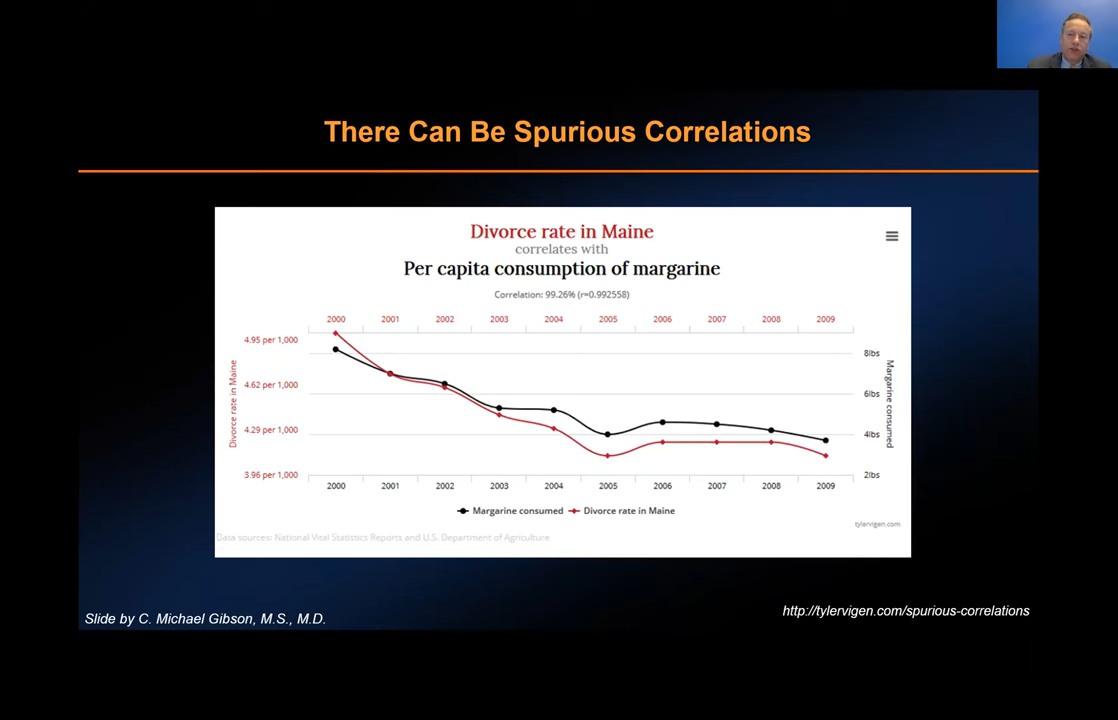 There Can Be Spurious Correlations
Divorce rate in Maine
correlates with
Per capita consumption of margarine
Correlation: 99.26% (r=0.992558)
2000 2001 2002 2003 2004 2005 2006 2007 2008 2009
Divorce rate in Maine
4.95 per 1,000
4.62 per 1,000
4.29 per 1,000
3.96 per 1,000
8lbs
6lbs
4lbs
2lbs
Margarine consumed
2000 2001 2002 2003 2004 2005 2006 2007 2008 2009
Margarine consumed Divorce rate in Maine
tylervigen.com
Data sources: National Vital Statistics Reports and U.S. Department of Agriculture
http://tylervigen.com/spurious-correlations
Slide by C. Michael Gibson, M.S., M.D.